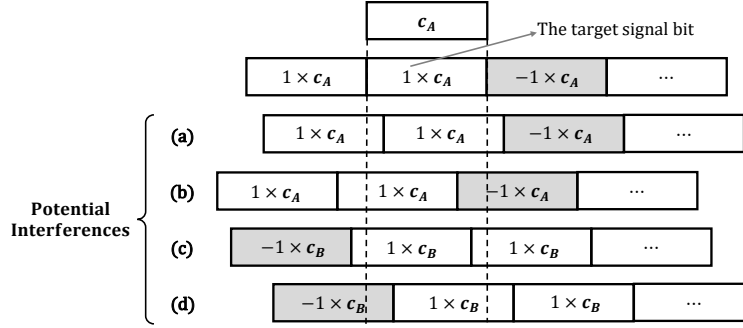 c_A
The target signal bit
1 × c_A 1 × c_A −1 × c_A ⋯
(a) 1 × c_A 1 × c_A −1 × c_A ⋯
(b) 1 × c_A 1 × c_A −1 × c_A ⋯
Potential
Interferences
(c) −1 × c_B 1 × c_B 1 × c_B ⋯
(d) −1 × c_B 1 × c_B 1 × c_B ⋯